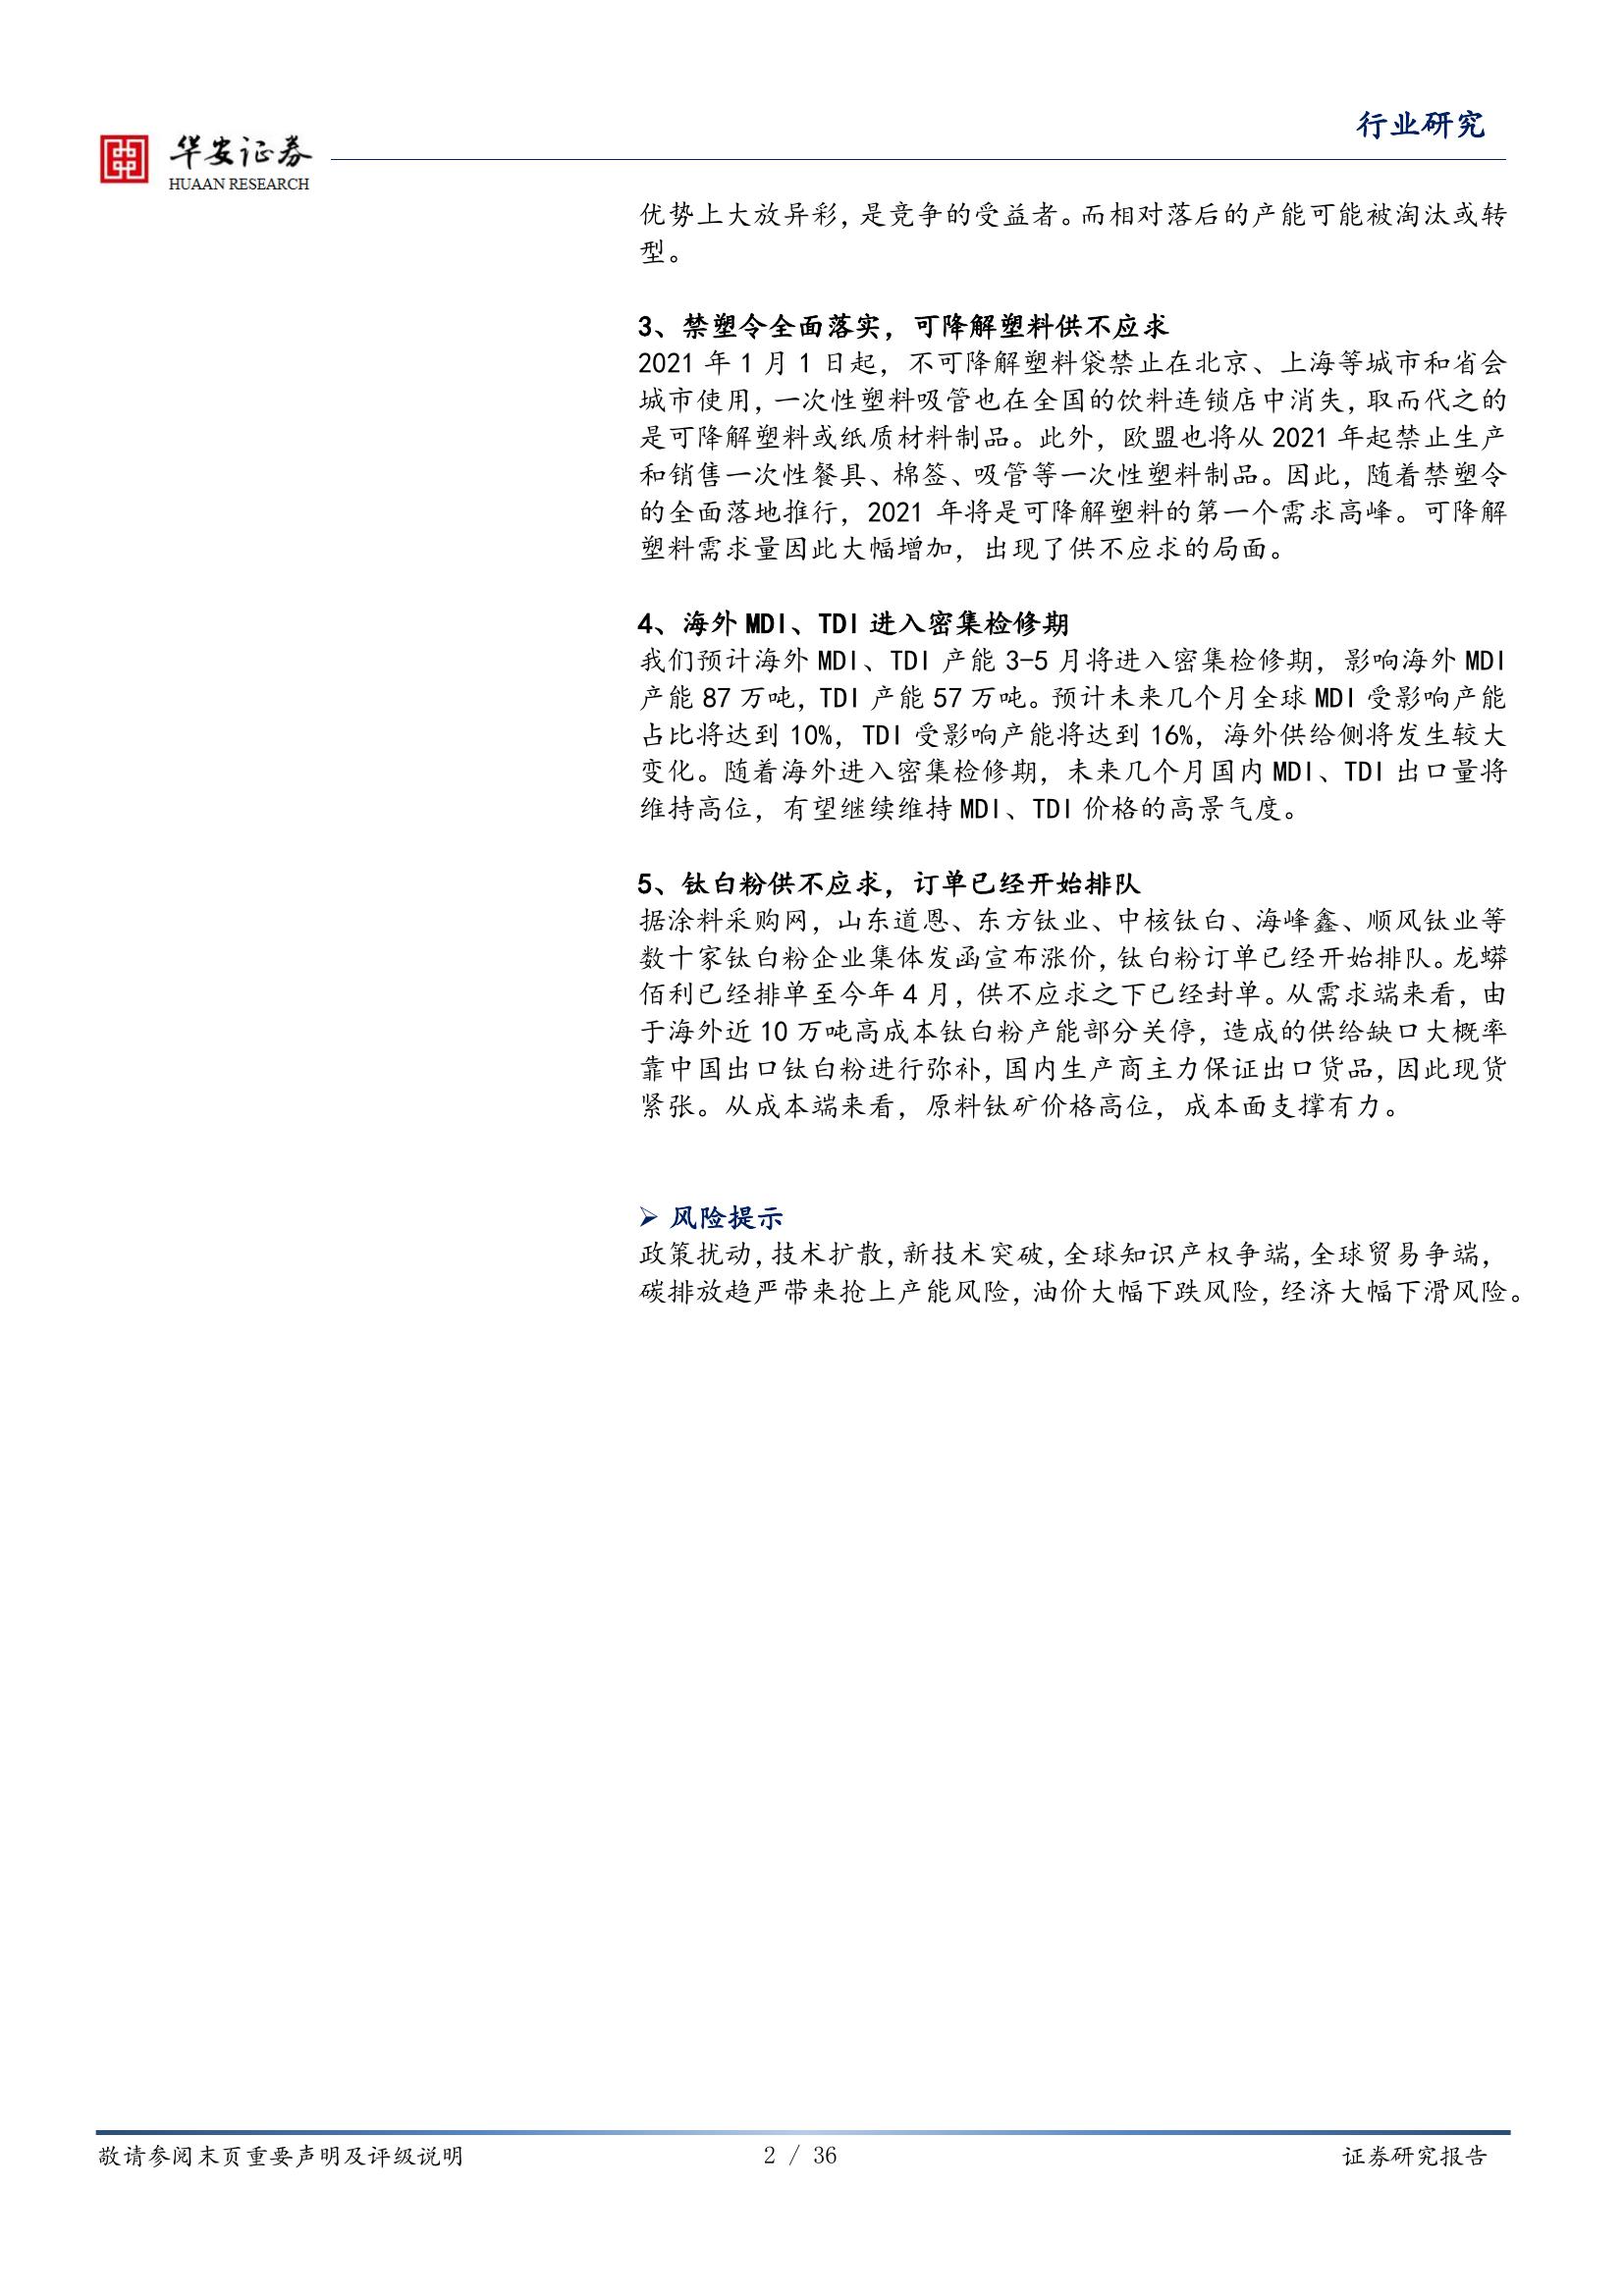 行业研究
华安证券
HUAAN RESEARCH
优势上大放异彩，是竞争的受益者。而相对落后的产能可能被淘汰或转
型。
3、禁塑令全面落实，可降解塑料供不应求
2021 年 1 月 1 日起，不可降解塑料袋禁止在北京、上海等城市和省会
城市使用，一次性塑料吸管也在全国的饮料连锁店中消失，取而代之的
是可降解塑料或纸质材料制品。此外，欧盟也将从 2021 年起禁止生产
和销售一次性餐具、棉签、吸管等一次性塑料制品。因此，随着禁塑令
的全面落地推行，2021 年将是可降解塑料的第一个需求高峰。可降解
塑料需求量因此大幅增加，出现了供不应求的局面。
4、海外 MDI、TDI 进入密集检修期
我们预计海外 MDI、TDI 产能 3-5 月将进入密集检修期，影响海外 MDI
产能 87 万吨，TDI 产能 57 万吨。预计未来几个月全球 MDI 受影响产能
占比将达到 10%，TDI 受影响产能将达到 16%，海外供给侧将发生较大
变化。随着海外进入密集检修期，未来几个月国内 MDI、TDI 出口量将
维持高位，有望继续维持 MDI、TDI 价格的高景气度。
5、钛白粉供不应求，订单已经开始排队
据涂料采购网，山东道恩、东方钛业、中核钛白、海峰鑫、顺风钛业等
数十家钛白粉企业集体发函宣布涨价，钛白粉订单已经开始排队。龙蟒
佰利已经排单至今年 4 月，供不应求之下已经封单。从需求端来看，由
于海外近 10 万吨高成本钛白粉产能部分关停，造成的供给缺口大概率
靠中国出口钛白粉进行弥补，国内生产商主力保证出口货品，因此现货
紧张。从成本端来看，原料钛矿价格高位，成本面支撑有力。
风险提示
政策扰动，技术扩散，新技术突破，全球知识产权争端，全球贸易争端，
碳排放趋严带来抢上产能风险，油价大幅下跌风险，经济大幅下滑风险。
敬请参阅末页重要声明及评级说明
2 / 36
证券研究报告